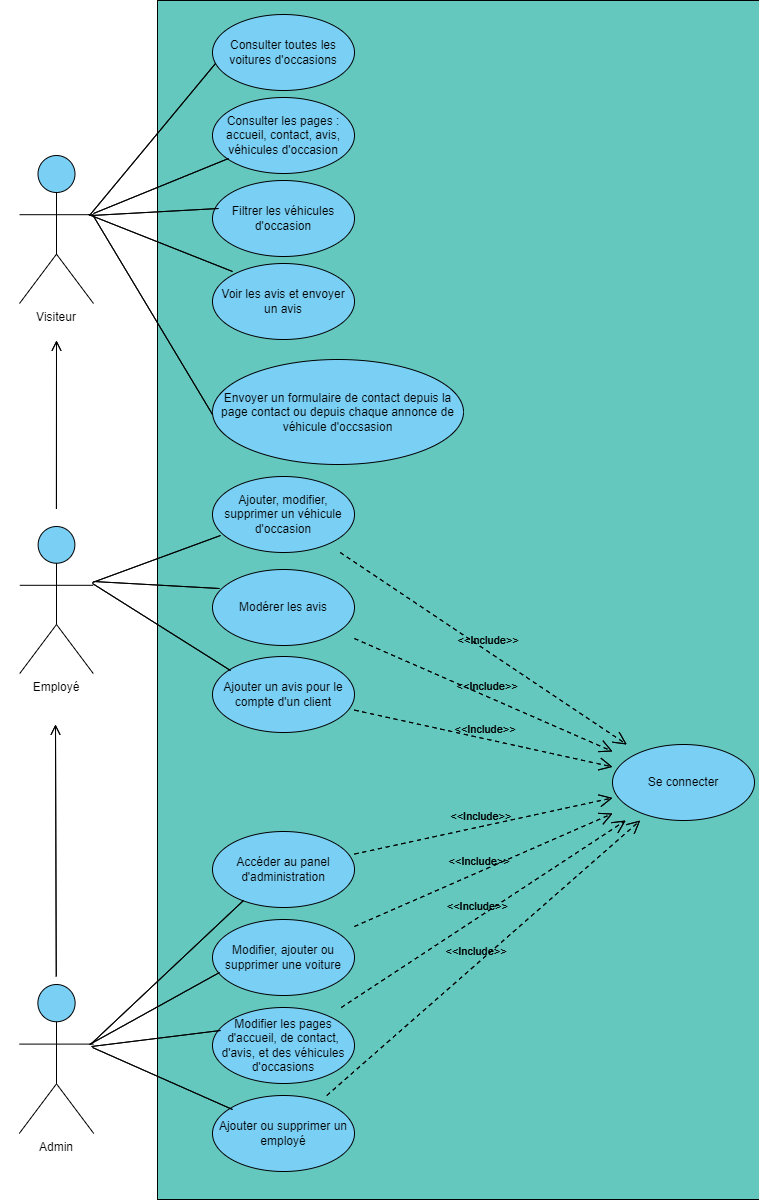 Consulter toutes les
voitures d'occasions
Consulter les pages :
accueil, contact, avis,
véhicules d'occasion
Filtrer les véhicules
d'occasion
Voir les avis et envoyer
un avis
Visiteur
Envoyer un formulaire de contact depuis la
page contact ou depuis chaque annonce de
véhicule d'occsasion
Ajouter, modifier,
supprimer un véhicule
d'occasion
Modérer les avis
<<Include>>
Employé
<<Include>>
Ajouter un avis pour le
compte d'un client
<<Include>>
Se connecter
<<Include>>
Accéder au panel
d'administration
<<Include>>
<<Include>>
Modifier, ajouter ou
supprimer une voiture
<<Include>>
Modifier les pages
d'accueil, de contact,
d'avis, et des véhicules
d'occasions
Ajouter ou supprimer un
employé
Admin